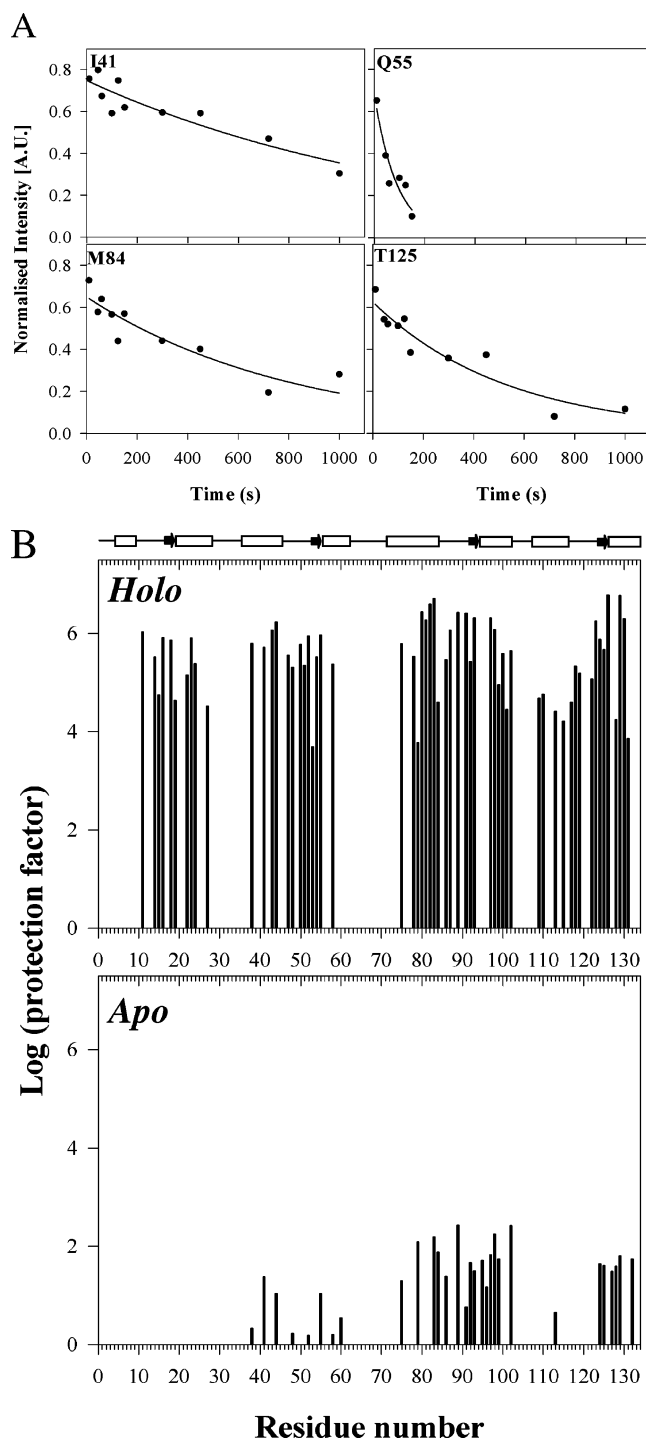 A
I41
Q55
0.8
0.6
0.4
0.2
0.0
M84
T125
0.8
0.6
0.4
0.2
0.0
Normalised Intensity [A.U.]
0 200 400 600 800 1000
0 200 400 600 800 1000
Time (s)
Time (s)
B
Holo
6
4
2
0
0 10 20 30 40 50 60 70 80 90 100 110 120 130
Apo
6
4
2
0
0 10 20 30 40 50 60 70 80 90 100 110 120 130
Log (protection factor)
Residue number